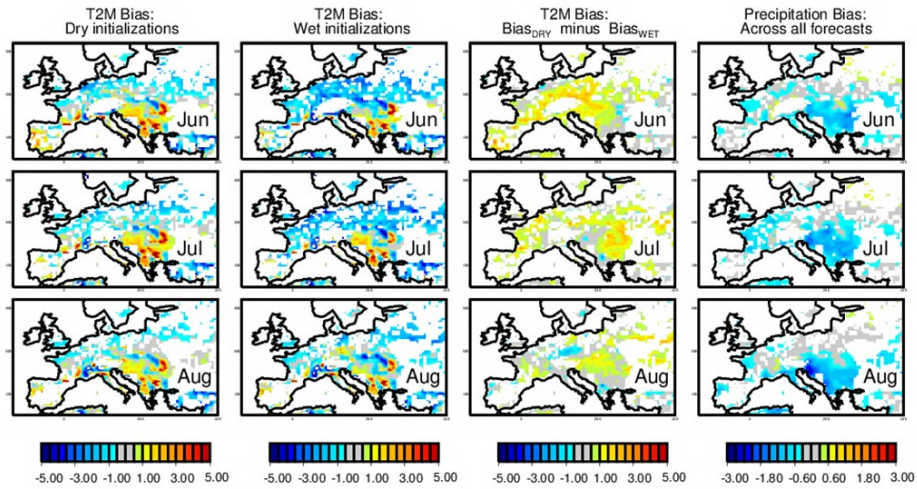 T2M Bias:
Dry initializations
T2M Bias:
Wet initializations
T2M Bias:
BiasDRY minus BiasWET
Precipitation Bias:
Across all forecasts
Jun
Jun
Jun
Jun
Jul
Jul
Jul
Jul
Aug
Aug
Aug
Aug
-5.00 -3.00 -1.00 1.00 3.00 5.00
-5.00 -3.00 -1.00 1.00 3.00 5.00
-5.00 -3.00 -1.00 1.00 3.00 5.00
-3.00 -1.80 -0.60 0.60 1.80 3.00